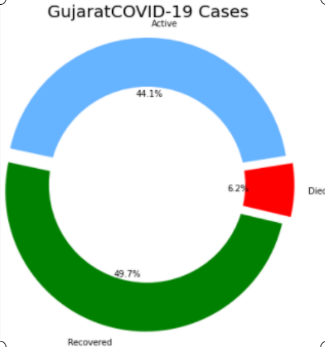 GujaratCOVID-19 Cases
Active
44.1%
6.2%
Died
49.7%
Recovered